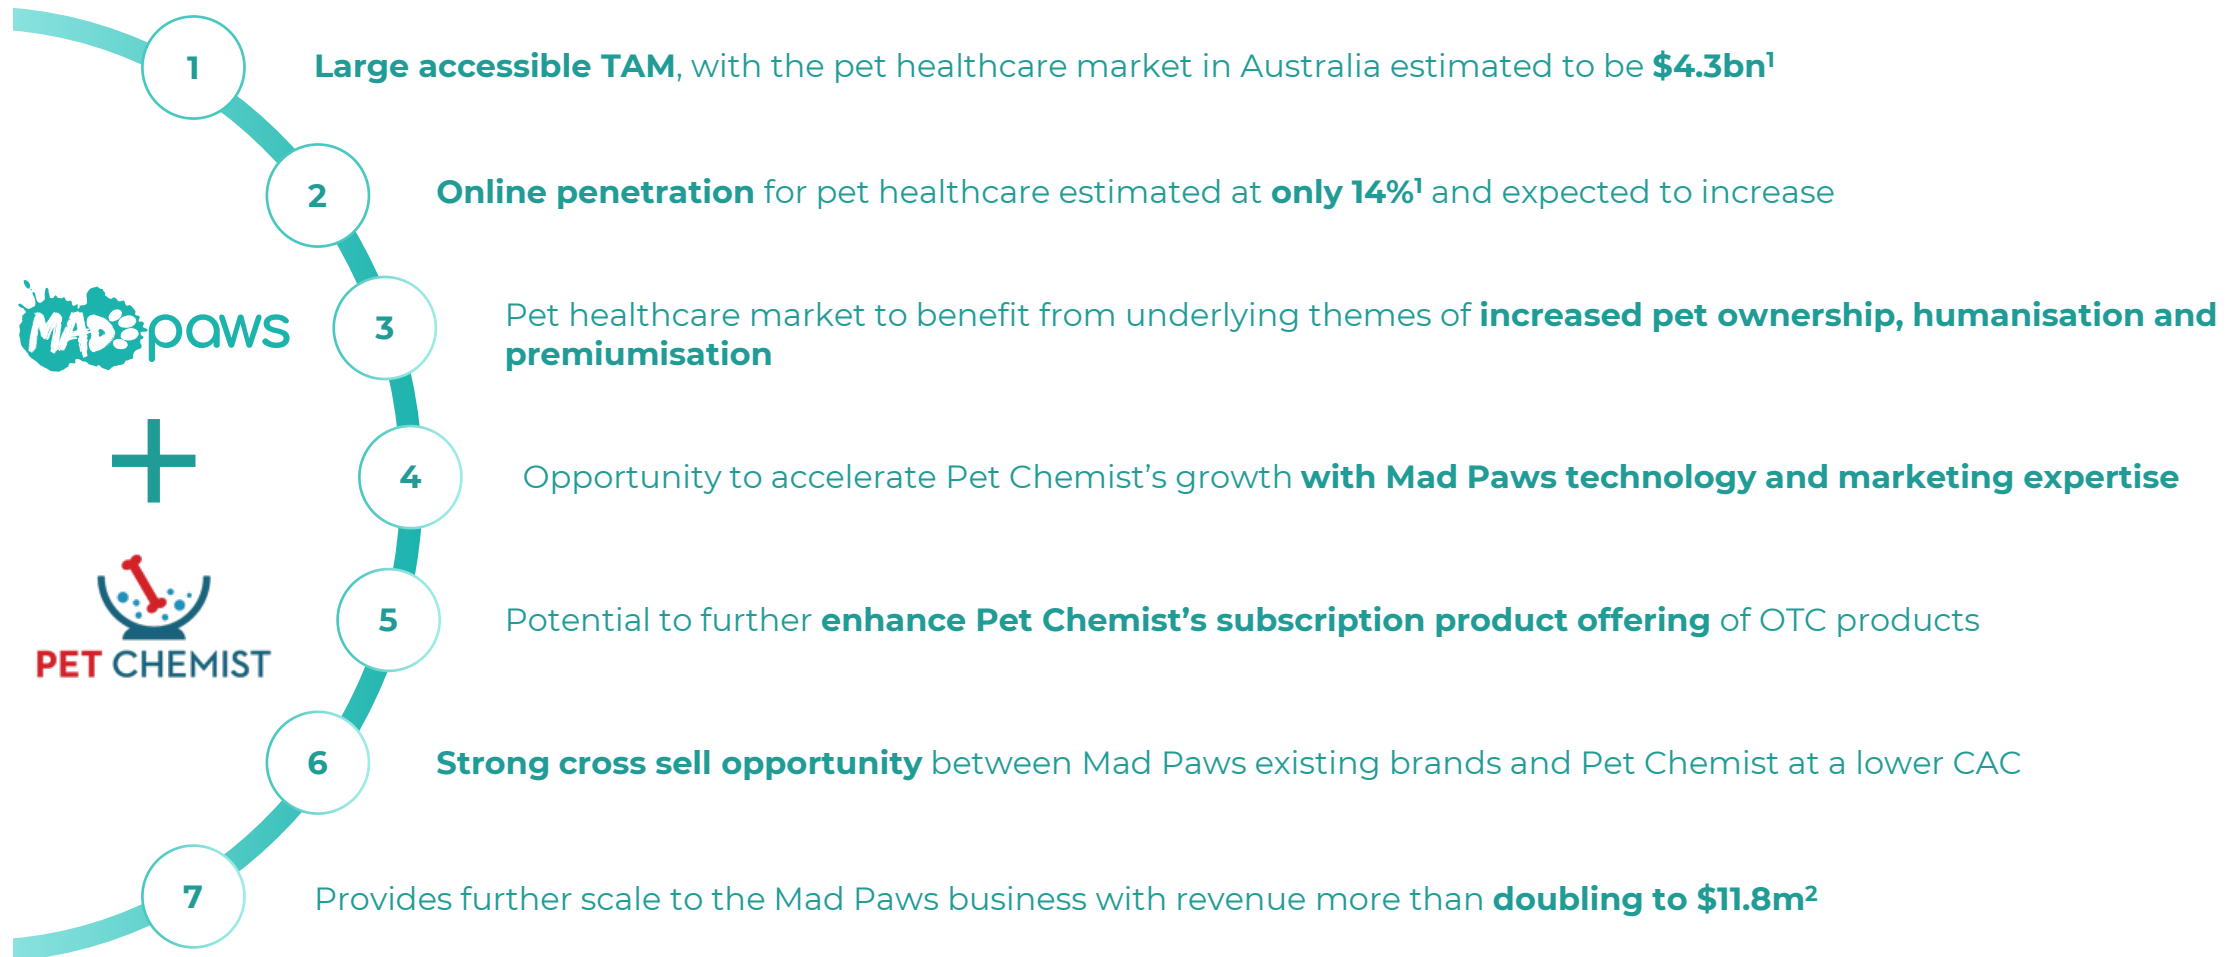 1
Large accessible TAM, with the pet healthcare market in Australia estimated to be $4.3bn¹
2
Online penetration for pet healthcare estimated at only 14%¹ and expected to increase
MAD paws
3
Pet healthcare market to benefit from underlying themes of increased pet ownership, humanisation and
premiumisation
+
4
Opportunity to accelerate Pet Chemist’s growth with Mad Paws technology and marketing expertise
PET CHEMIST
5
Potential to further enhance Pet Chemist’s subscription product offering of OTC products
6
Strong cross sell opportunity between Mad Paws existing brands and Pet Chemist at a lower CAC
7
Provides further scale to the Mad Paws business with revenue more than doubling to $11.8m²